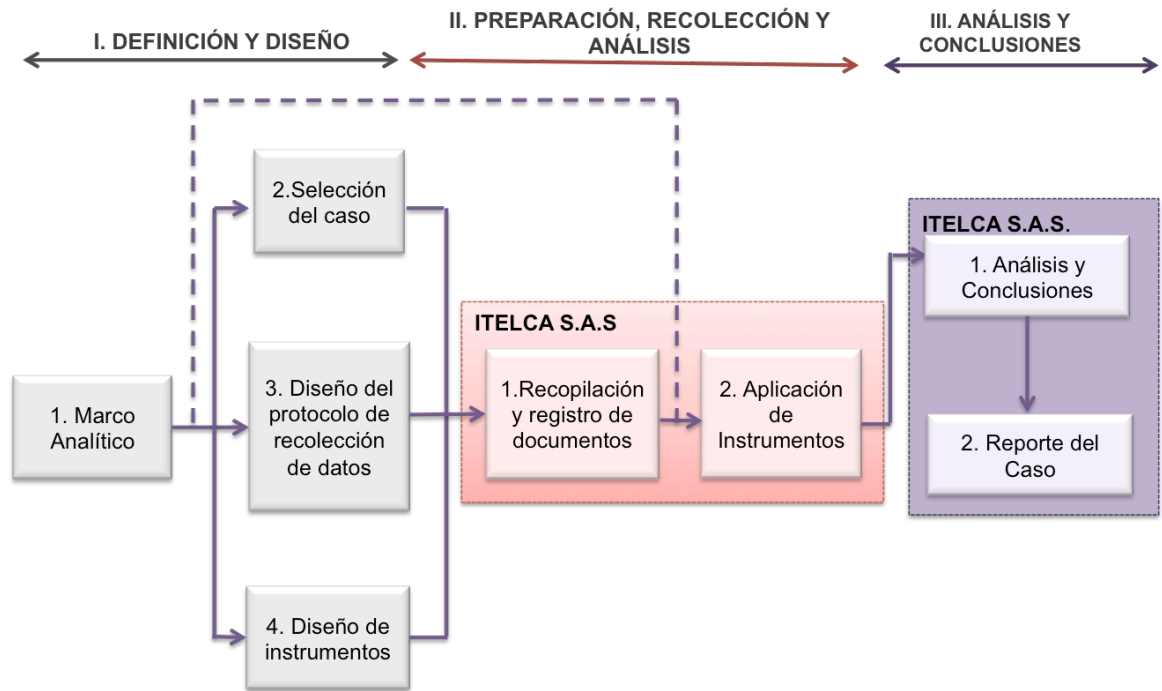 I. DEFINICIÓN Y DISEÑO
II. PREPARACIÓN, RECOLECCIÓN Y
ANÁLISIS
III. ANÁLISIS Y
CONCLUSIONES
1. Marco
Analítico
2.Selección
del caso
3. Diseño del
protocolo de
recolección
de datos
4. Diseño de
instrumentos
ITELCA S.A.S
1.Recopilación
y registro de
documentos
2. Aplicación
de
Instrumentos
ITELCA S.A.S.
1. Análisis y
Conclusiones
2. Reporte del
Caso